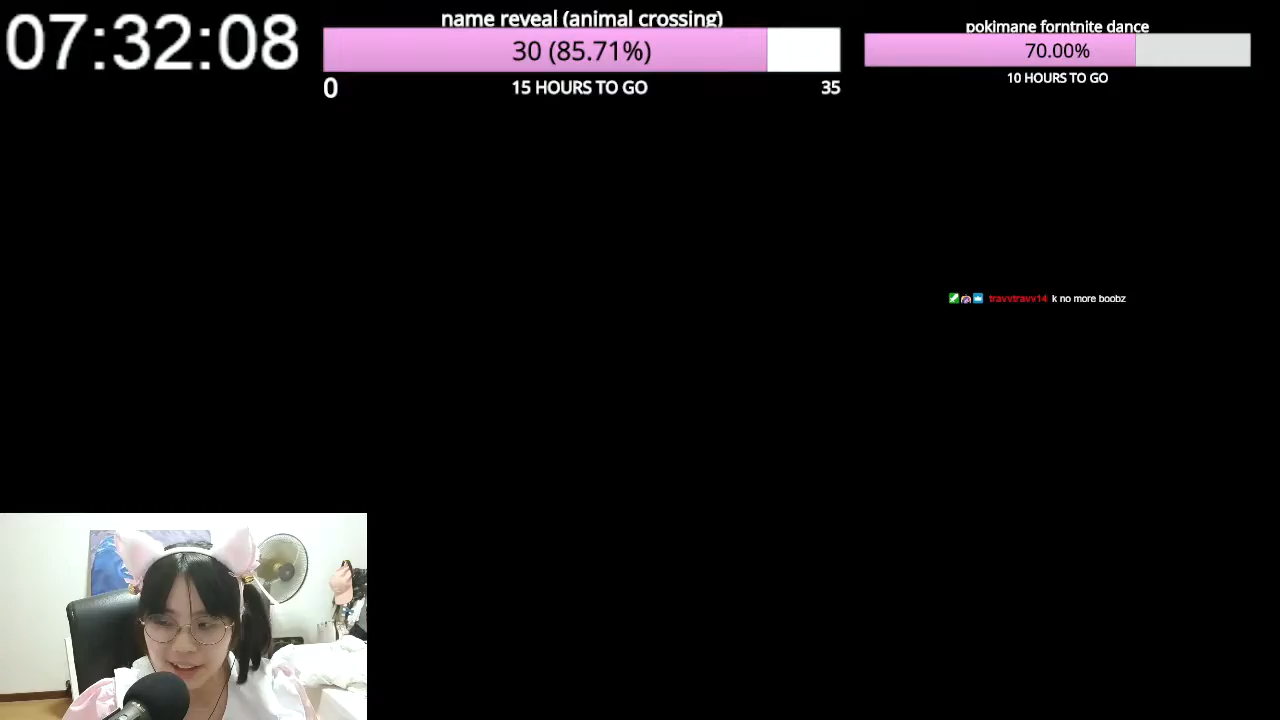 07:32:08
name reveal (animal crossing)
30 (85.71%)
0
15 HOURS TO GO
35
pokimane forntnite dance
70.00%
10 HOURS TO GO
travvtravv14 k no more boobz